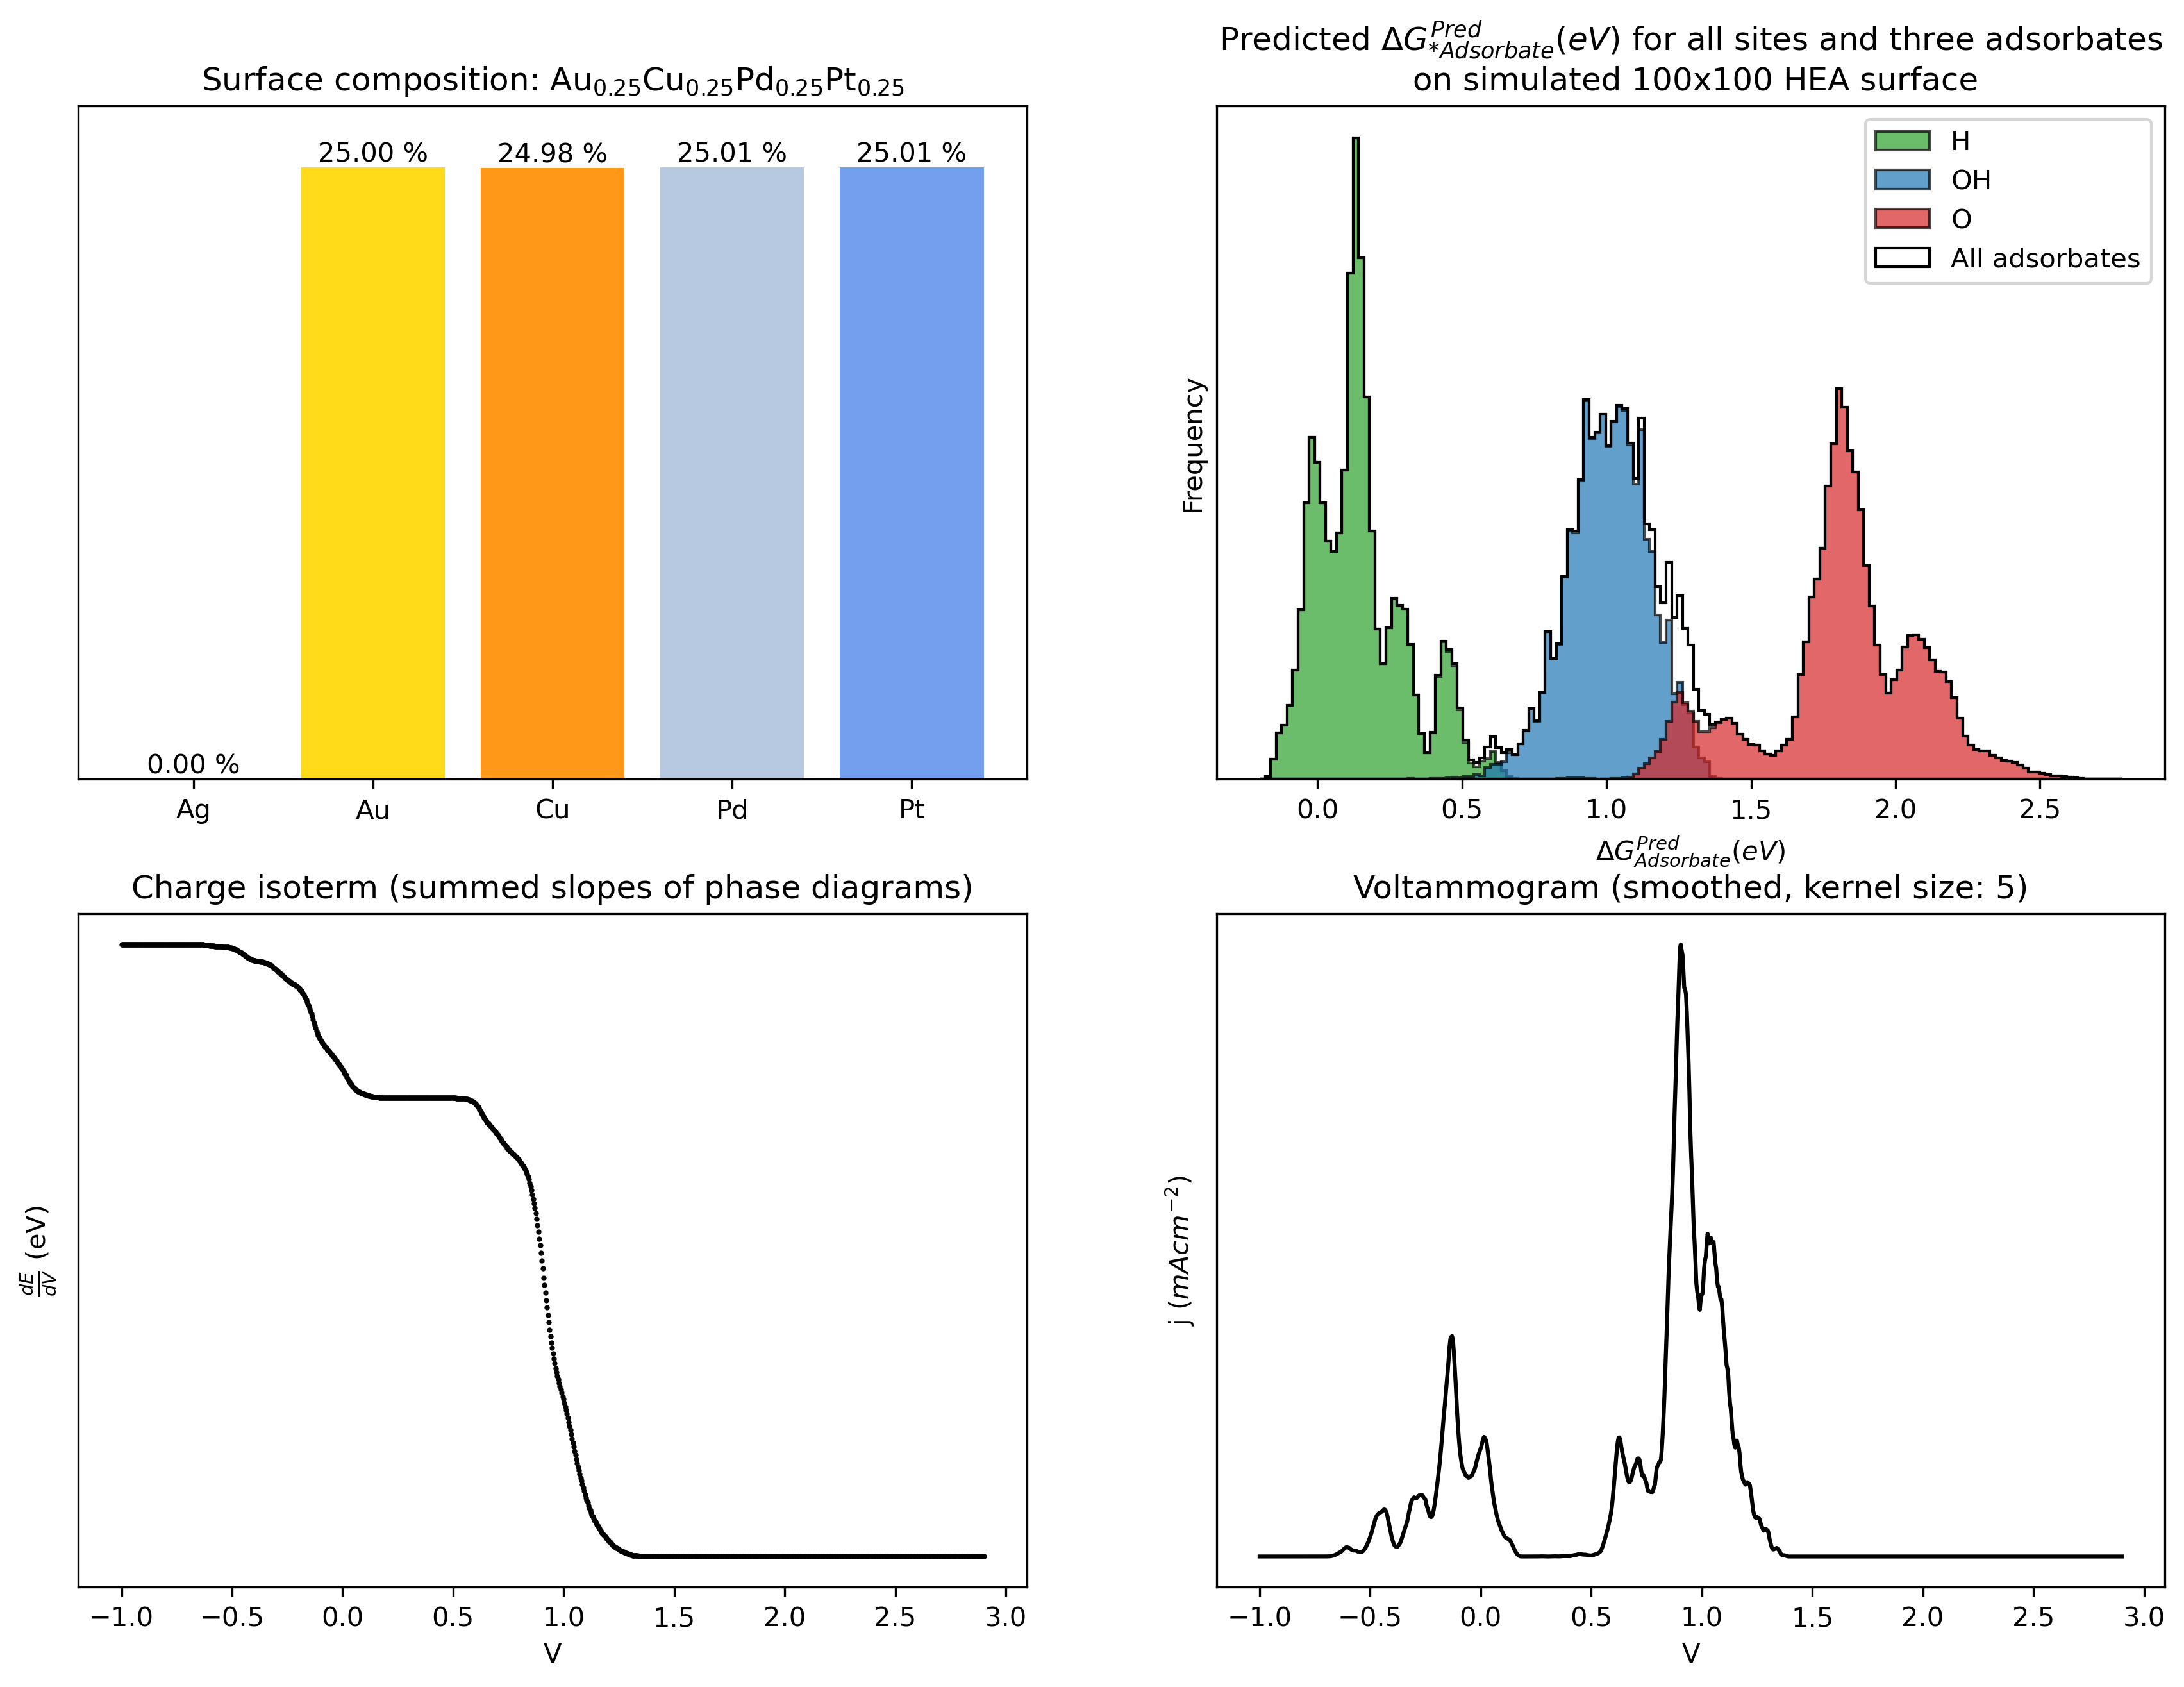 Surface composition: Au₀.₂₅Cu₀.₂₅Pd₀.₂₅Pt₀.₂₅
0.00 %
25.00 %
24.98 %
25.01 %
25.01 %
Ag
Au
Cu
Pd
Pt
Predicted ΔG^{Pred}_{*Adsorbate}(eV) for all sites and three adsorbates
on simulated 100x100 HEA surface
H
OH
O
All adsorbates
Frequency
0.0
0.5
1.0
1.5
2.0
2.5
ΔG^{Pred}_{Adsorbate}(eV)
Charge isoterm (summed slopes of phase diagrams)
dE/dV (eV)
−1.0
−0.5
0.0
0.5
1.0
1.5
2.0
2.5
3.0
V
Voltammogram (smoothed, kernel size: 5)
j (mAcm⁻²)
−1.0
−0.5
0.0
0.5
1.0
1.5
2.0
2.5
3.0
V